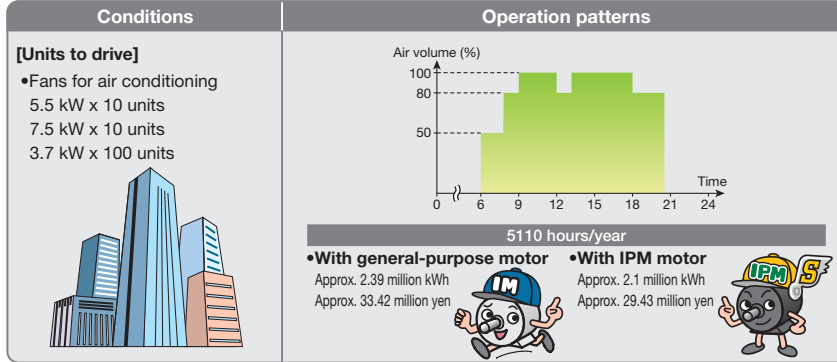 Conditions
Operation patterns
[Units to drive]
•Fans for air conditioning
5.5 kW x 10 units
7.5 kW x 10 units
3.7 kW x 100 units
Air volume (%)
100
80
50
Time
0 6 9 12 15 18 21 24
5110 hours/year
•With general-purpose motor
Approx. 2.39 million kWh
Approx. 33.42 million yen
IM
•With IPM motor
Approx. 2.1 million kWh
Approx. 29.43 million yen
IPM
S